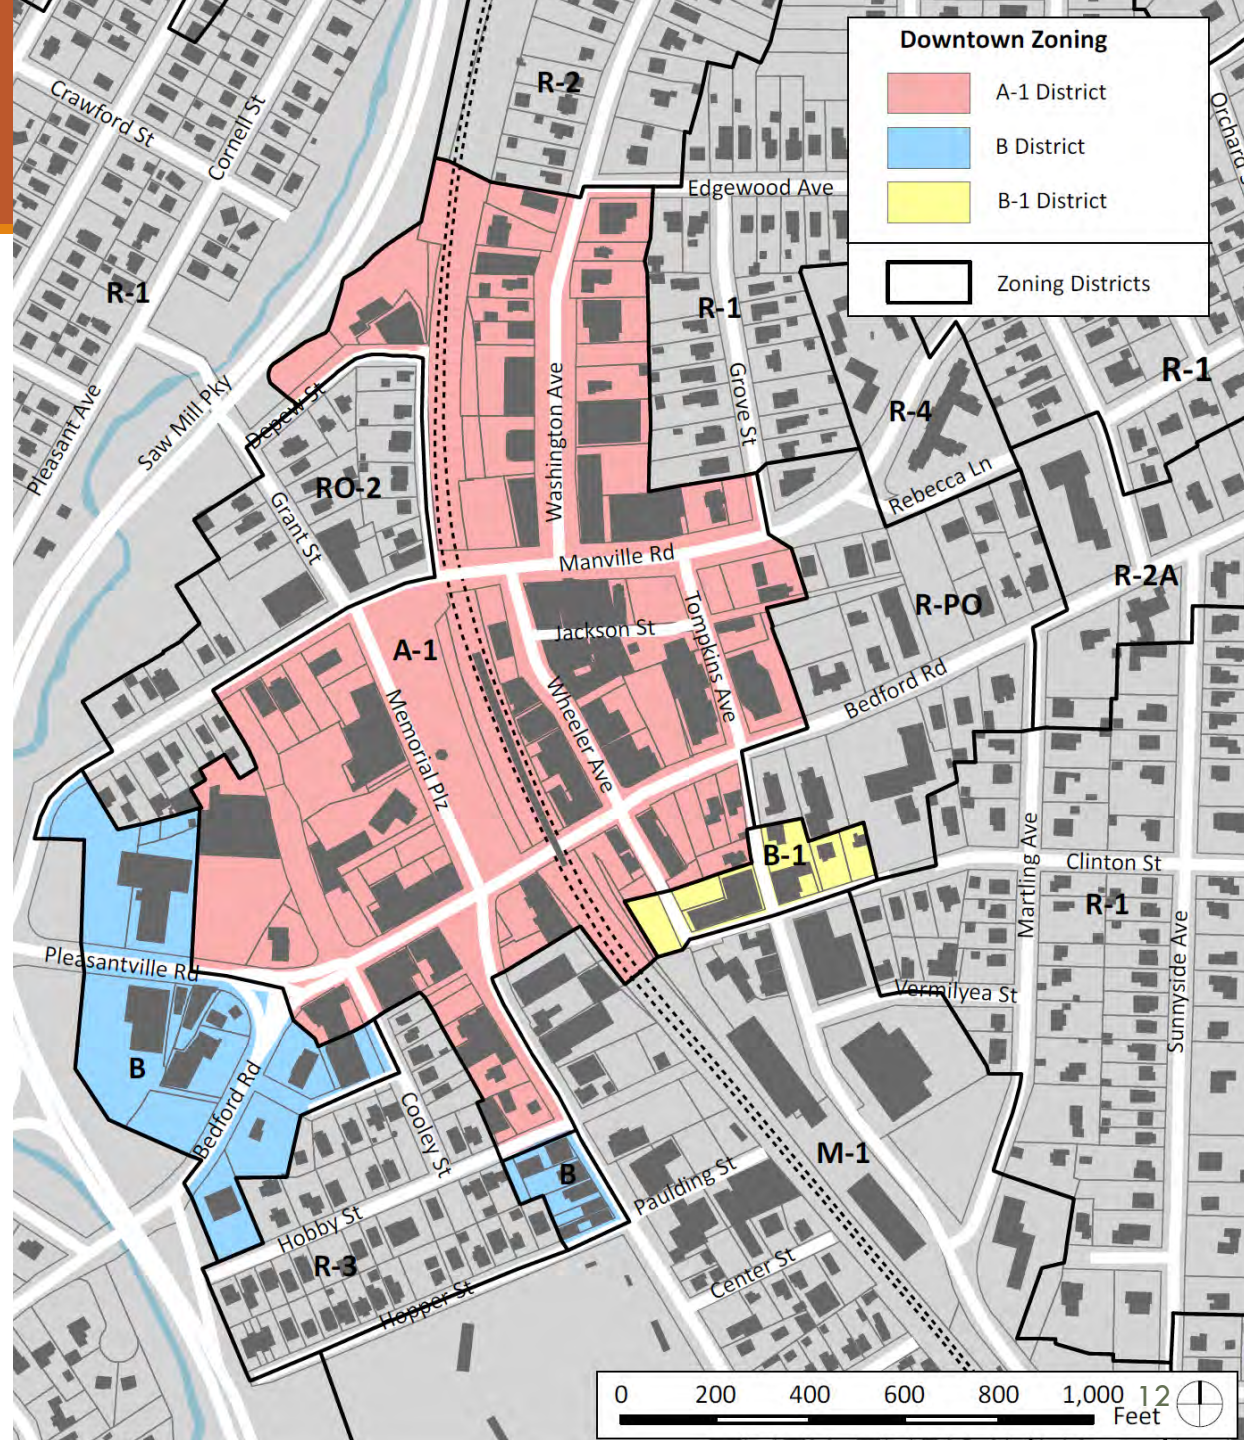 Downtown Zoning
A-1 District
B District
B-1 District
Zoning Districts
R-2
Crawford St
Cornell St
Orchard
Edgewood Ave
R-1
R-1
R-1
Pleasant Ave
Saw Mill Pky
Depew St
Washington Ave
Grove St
R-4
Rebecca Ln
RO-2
Grant St
Manville Rd
R-2A
R-PO
Jackson St
Tompkins Ave
A-1
Memorial Plz
Wheeler Ave
Bedford Rd
B-1
Martling Ave
Clinton St
R-1
Sunnyside Ave
Pleasantville Rd
Vermilyea St
B
Bedford Rd
Cooley St
M-1
B
Paulding St
Hobby St
R-3
Center St
Hopper St
0 200 400 600 800 1,000
Feet
12